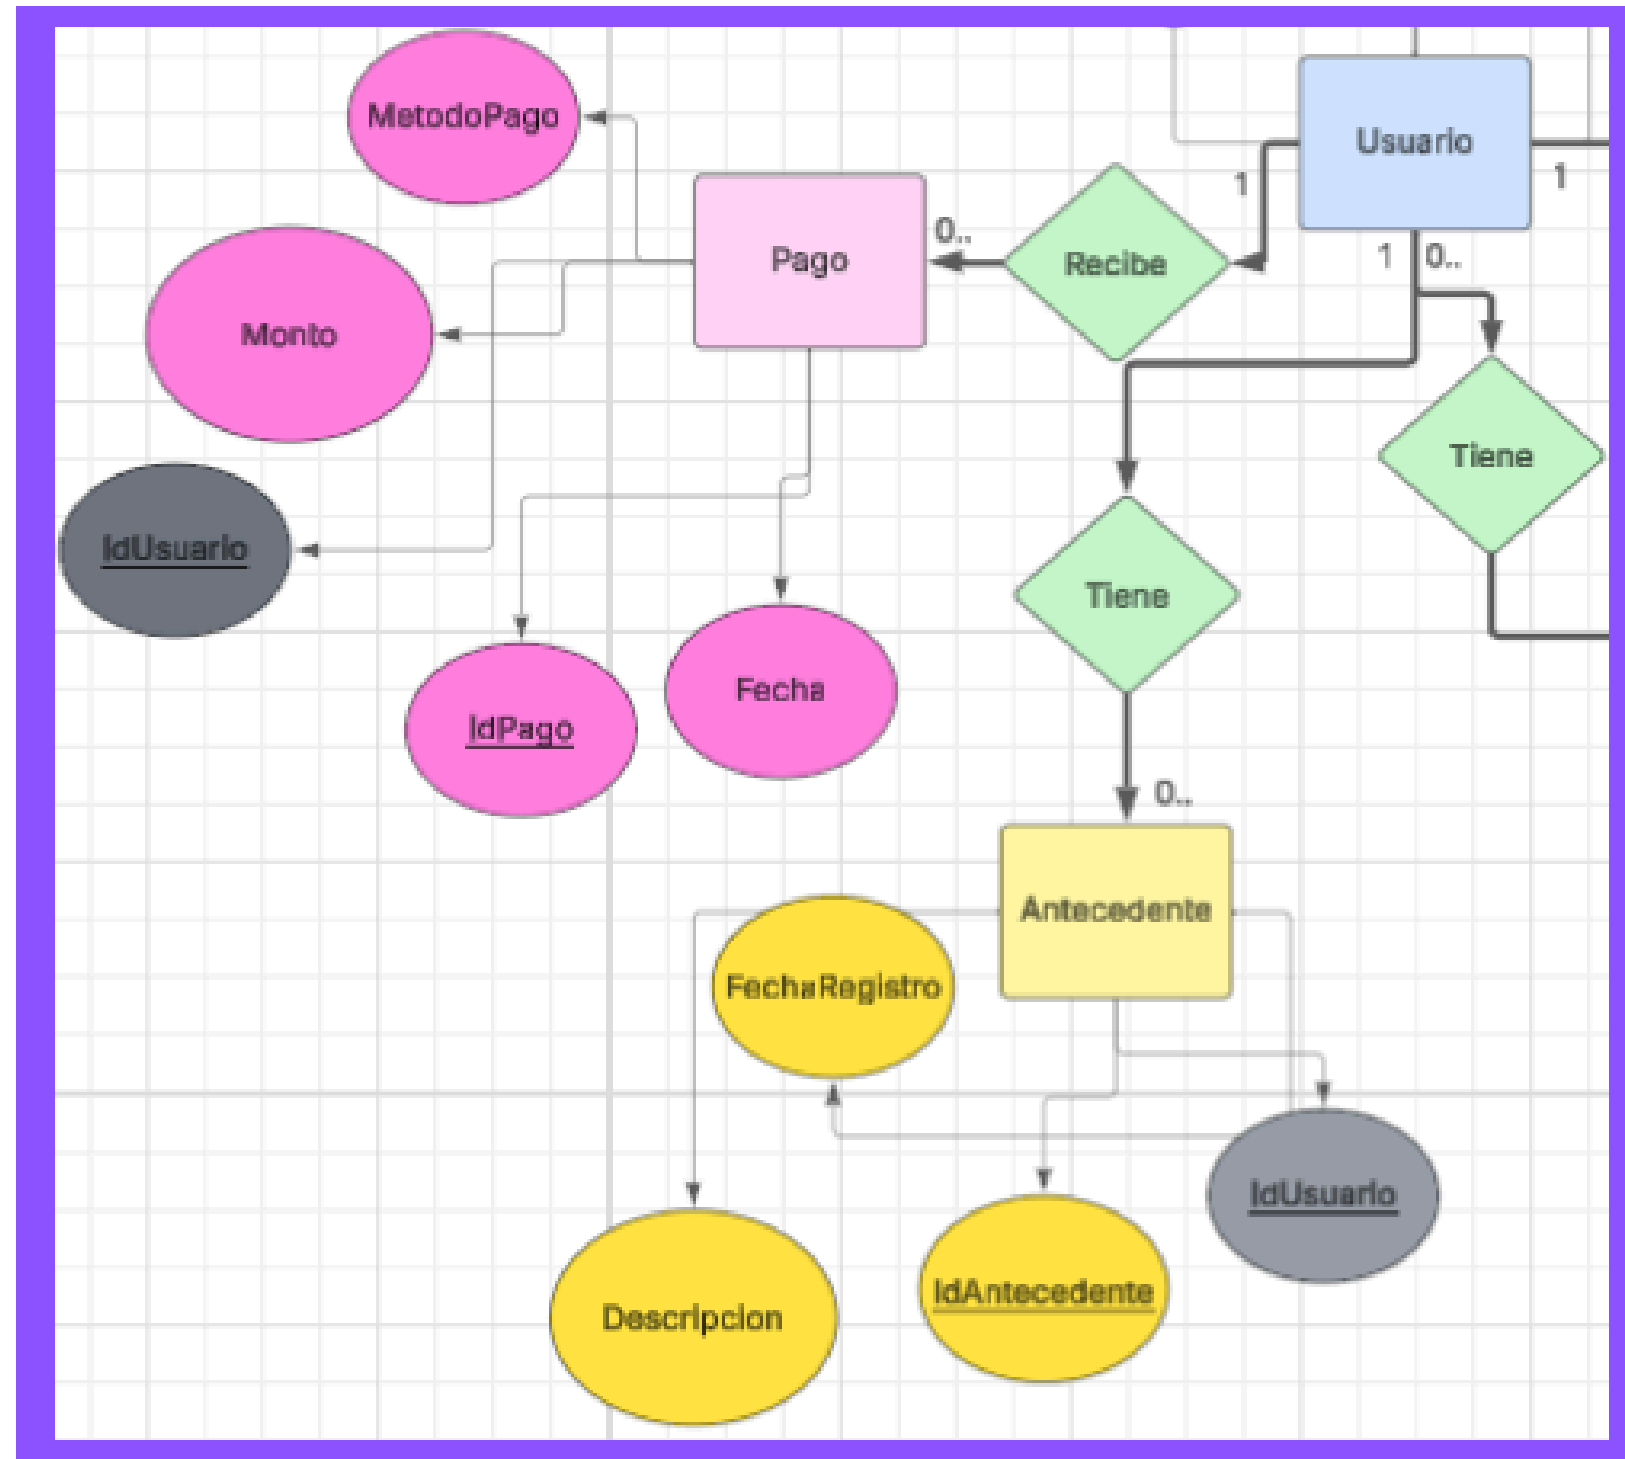 MetodoPago
Usuario
1
1
Pago
0..
Recibe
1
0..
Monto
Tiene
IdUsuario
Tiene
IdPago
Fecha
0..
Antecedente
FechaRegistro
IdUsuario
IdAntecedente
Descripcion